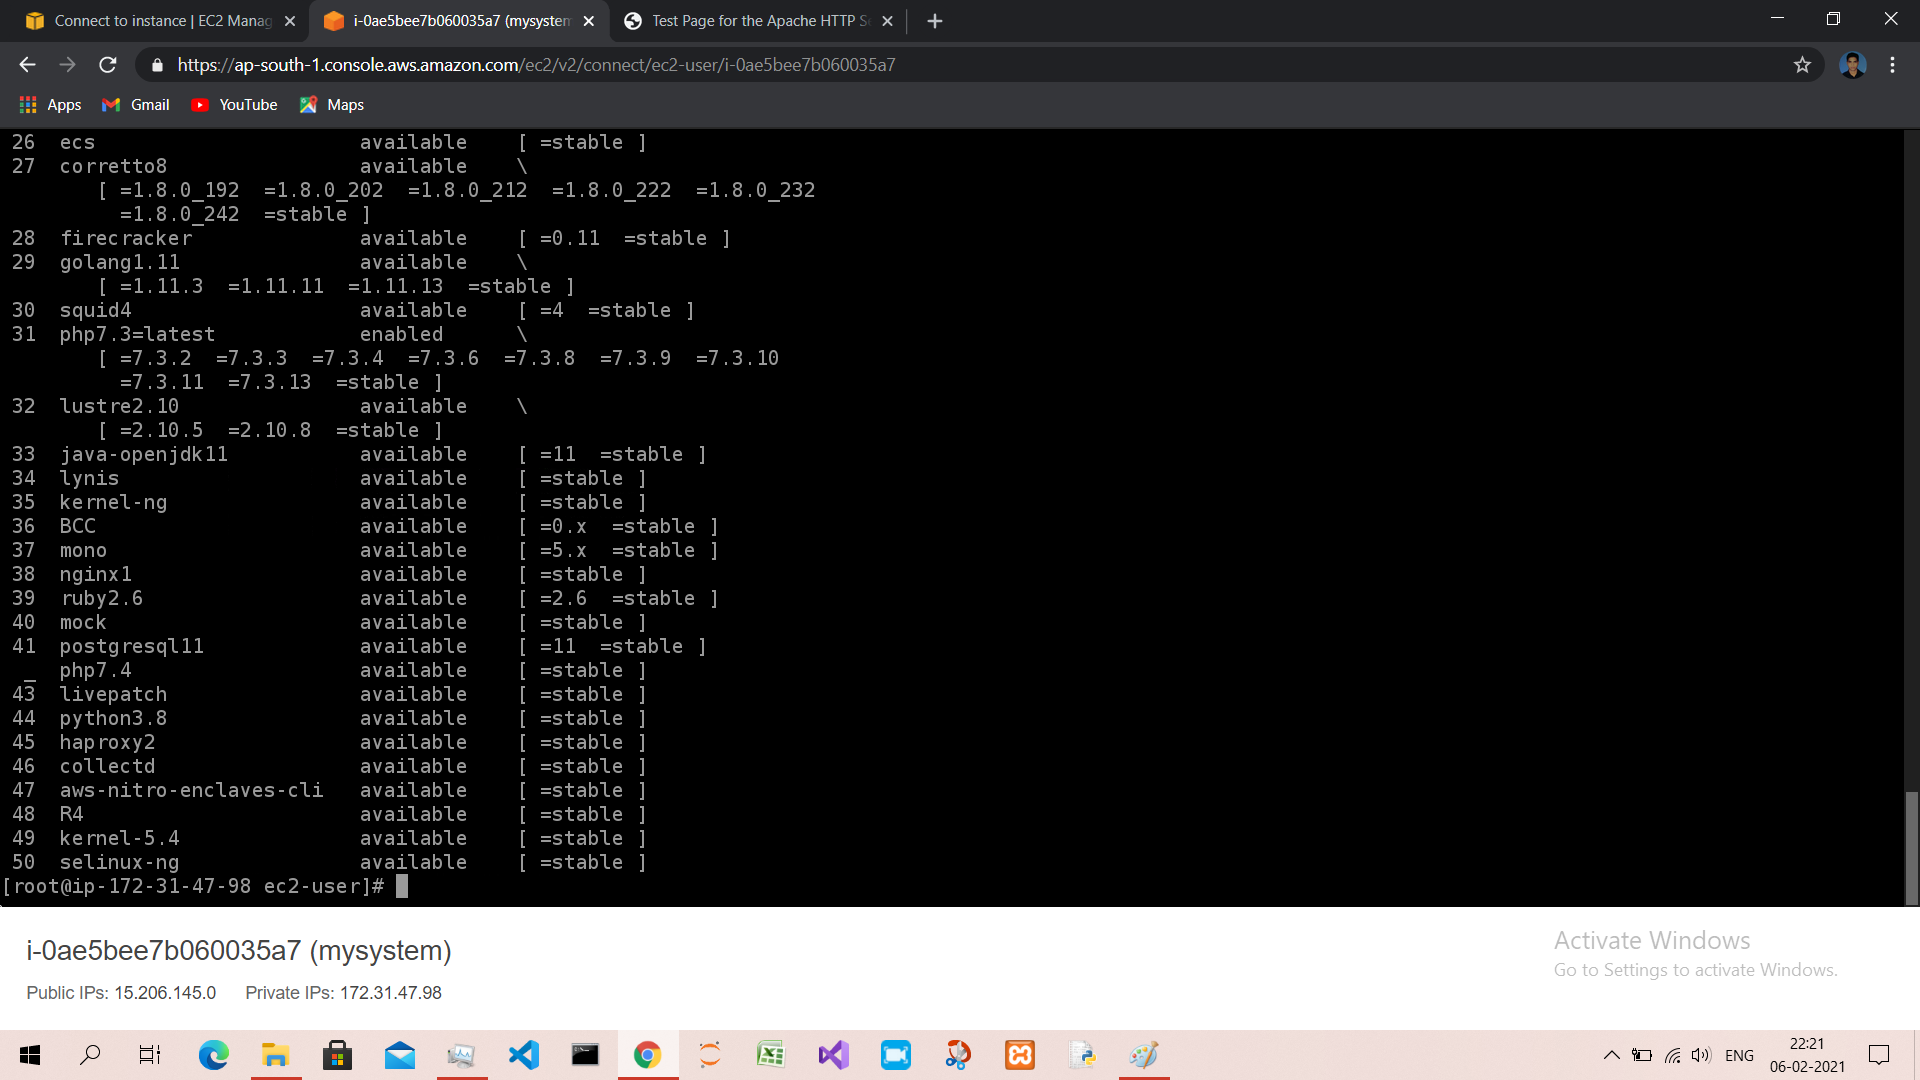 Connect to instance | EC2 Manag
i-0ae5bee7b060035a7 (mysystem
Test Page for the Apache HTTP Se
https://ap-south-1.console.aws.amazon.com/ec2/v2/connect/ec2-user/i-0ae5bee7b060035a7
Apps Gmail YouTube Maps
26 ecs available [ =stable ]
27 corretto8 available \
[ =1.8.0_192 =1.8.0_202 =1.8.0_212 =1.8.0_222 =1.8.0_232
=1.8.0_242 =stable ]
28 firecracker available [ =0.11 =stable ]
29 golang1.11 available \
[ =1.11.3 =1.11.11 =1.11.13 =stable ]
30 squid4 available [ =4 =stable ]
31 php7.3=latest enabled \
[ =7.3.2 =7.3.3 =7.3.4 =7.3.6 =7.3.8 =7.3.9 =7.3.10
=7.3.11 =7.3.13 =stable ]
32 lustre2.10 available \
[ =2.10.5 =2.10.8 =stable ]
33 java-openjdk11 available [ =11 =stable ]
34 lynis available [ =stable ]
35 kernel-ng available [ =stable ]
36 BCC available [ =0.x =stable ]
37 mono available [ =5.x =stable ]
38 nginx1 available [ =stable ]
39 ruby2.6 available [ =2.6 =stable ]
40 mock available [ =stable ]
41 postgresql11 available [ =11 =stable ]
_ php7.4 available [ =stable ]
43 livepatch available [ =stable ]
44 python3.8 available [ =stable ]
45 haproxy2 available [ =stable ]
46 collectd available [ =stable ]
47 aws-nitro-enclaves-cli available [ =stable ]
48 R4 available [ =stable ]
49 kernel-5.4 available [ =stable ]
50 selinux-ng available [ =stable ]
[root@ip-172-31-47-98 ec2-user]#
i-0ae5bee7b060035a7 (mysystem)
Public IPs: 15.206.145.0 Private IPs: 172.31.47.98
Activate Windows
Go to Settings to activate Windows.
ENG
22:21
06-02-2021